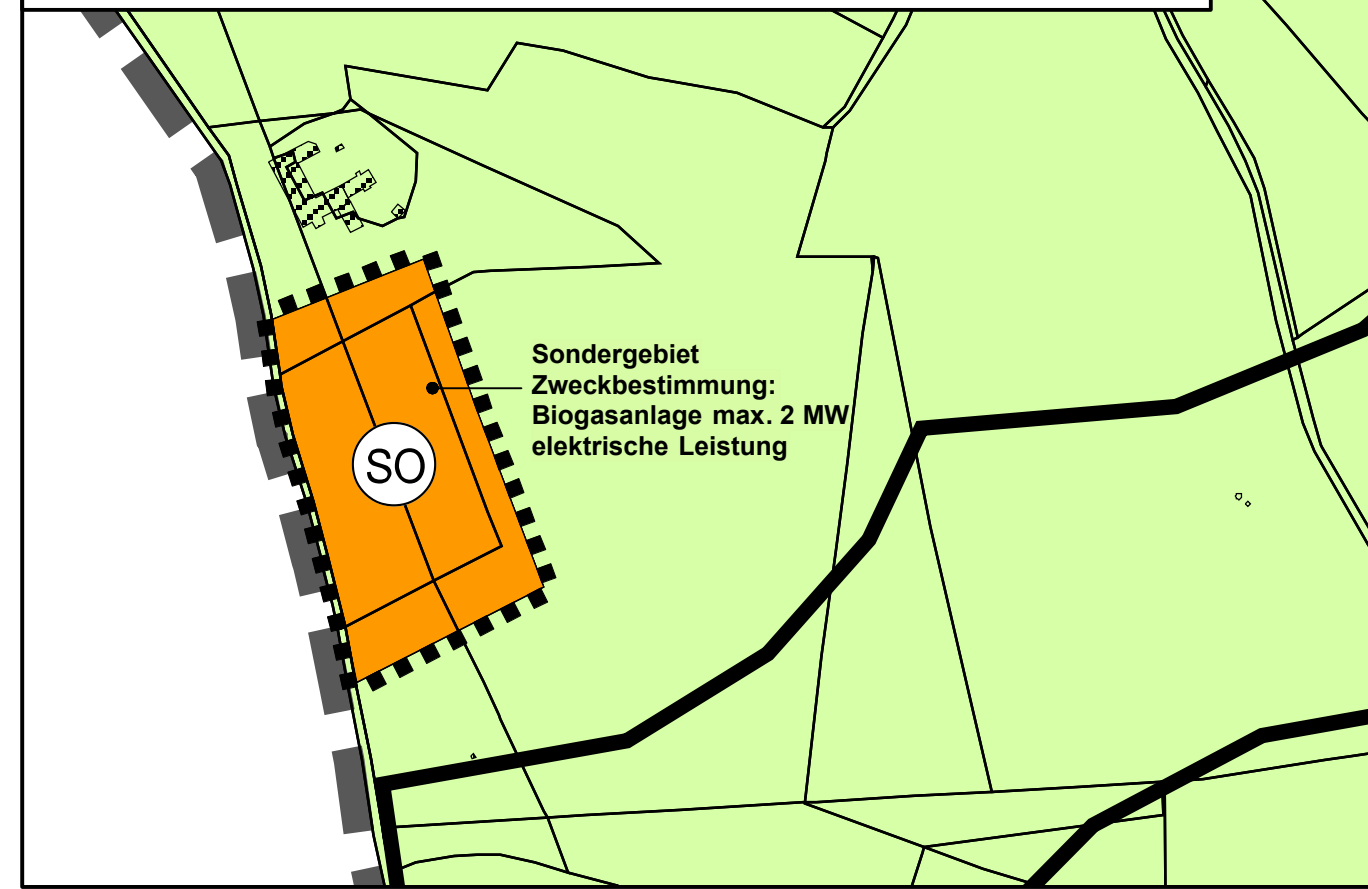 Sondergebiet
Zweckbestimmung:
Biogasanlage max. 2 MW
elektrische Leistung
SO